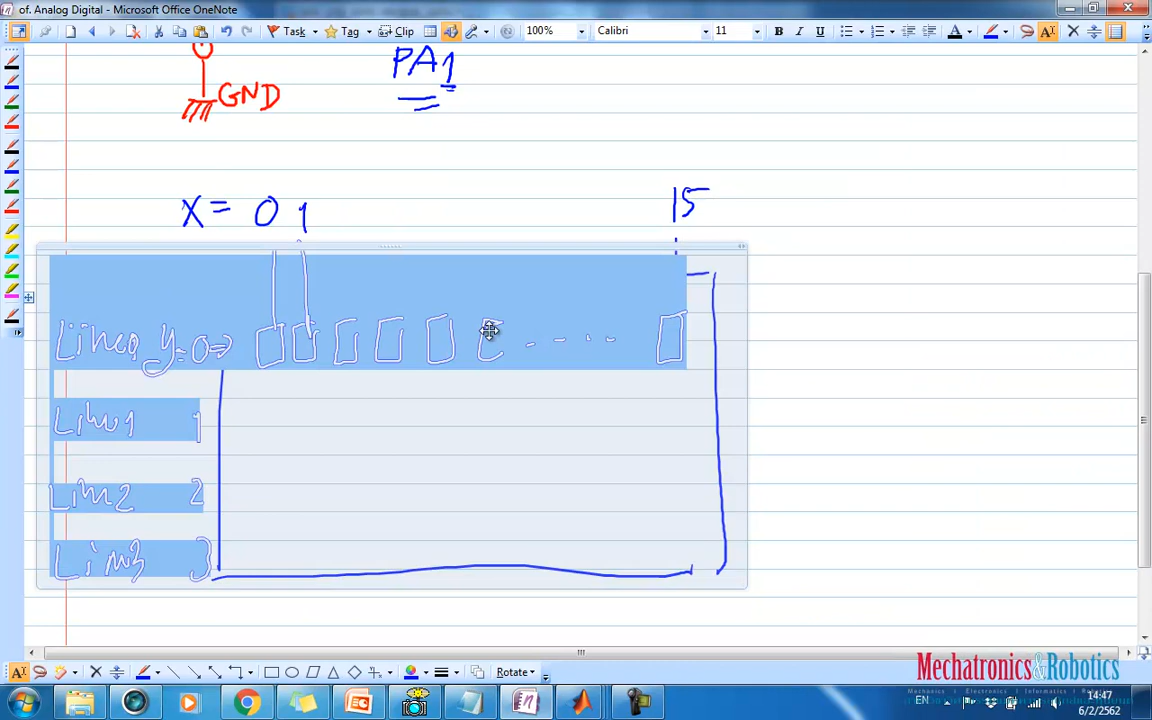 of. Analog Digital - Microsoft Office OneNote
Task Tag Clip 100% Calibri 11 B I U A
GND
PA1
X = 0 1 15
Line0 y=0→
Line1 1
Line2 2
Line3 3
Rotate
Mechatronics&Robotics
EN
14:47
6/2/2562